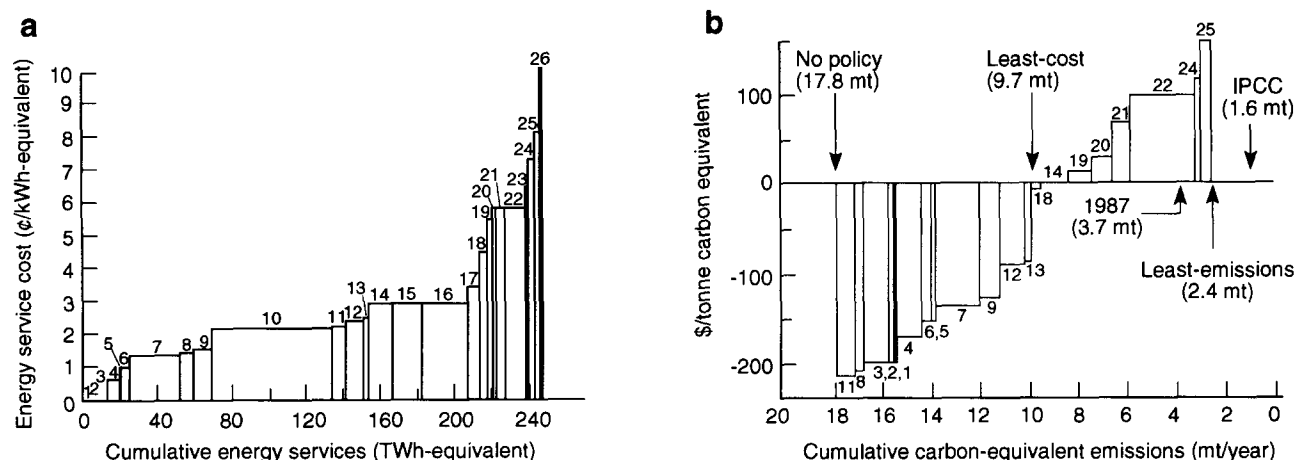 a
Energy service cost (¢/kWh-equivalent)
10
9
8
7
6
5
4
3
2
1
0
1 2 3 4 5 6 7 8 9 10 11 12 13 14 15 16 17 18 19 20 21 22 23 24 25 26
0 40 80 120 160 200 240
Cumulative energy services (TWh-equivalent)
b
$/tonne carbon equivalent
100
0
-100
-200
No policy
(17.8 mt)
Least-cost
(9.7 mt)
IPCC
(1.6 mt)
1987
(3.7 mt)
Least-emissions
(2.4 mt)
11 8 3,2,1 4 6,5 7 9 12 13 18 14 19 20 21 22 24 25
20 18 16 14 12 10 8 6 4 2 0
Cumulative carbon-equivalent emissions (mt/year)